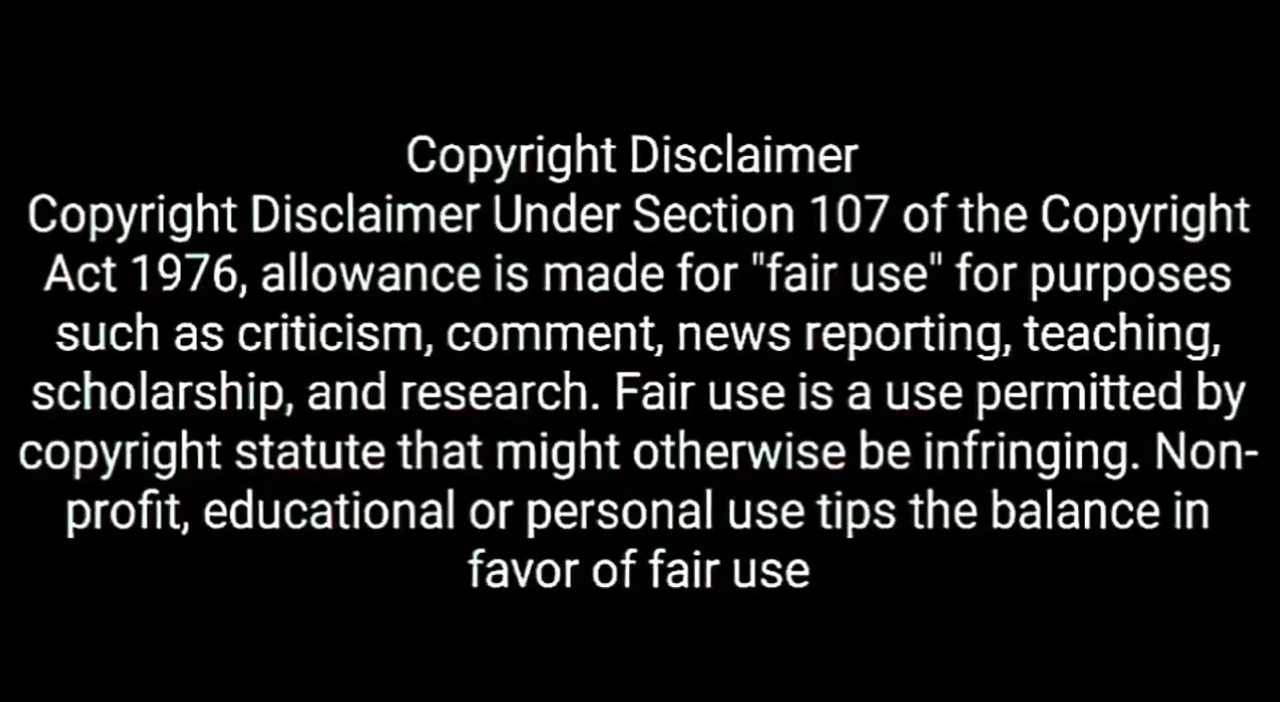 Copyright Disclaimer
Copyright Disclaimer Under Section 107 of the Copyright
Act 1976, allowance is made for "fair use" for purposes
such as criticism, comment, news reporting, teaching,
scholarship, and research. Fair use is a use permitted by
copyright statute that might otherwise be infringing. Non-
profit, educational or personal use tips the balance in
favor of fair use